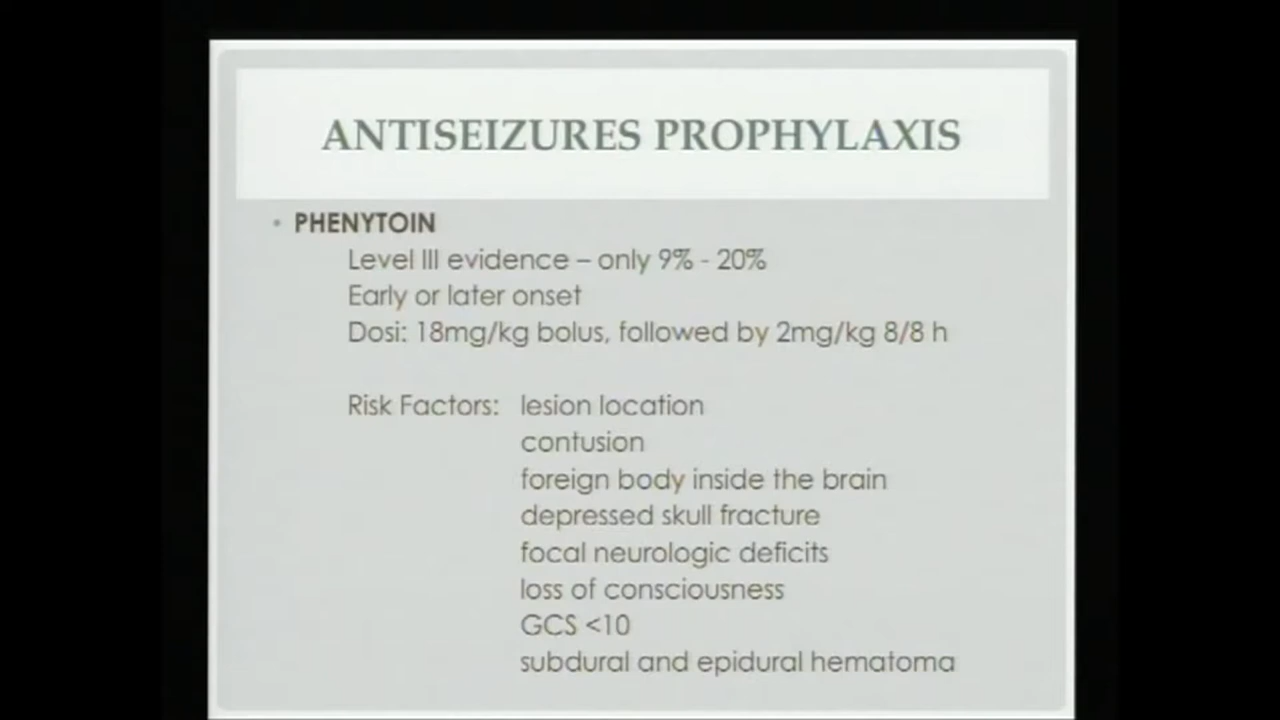 ANTISEIZURES PROPHYLAXIS
• PHENYTOIN
Level III evidence – only 9% - 20%
Early or later onset
Dosi: 18mg/kg bolus, followed by 2mg/kg 8/8 h
Risk Factors: lesion location
contusion
foreign body inside the brain
depressed skull fracture
focal neurologic deficits
loss of consciousness
GCS <10
subdural and epidural hematoma